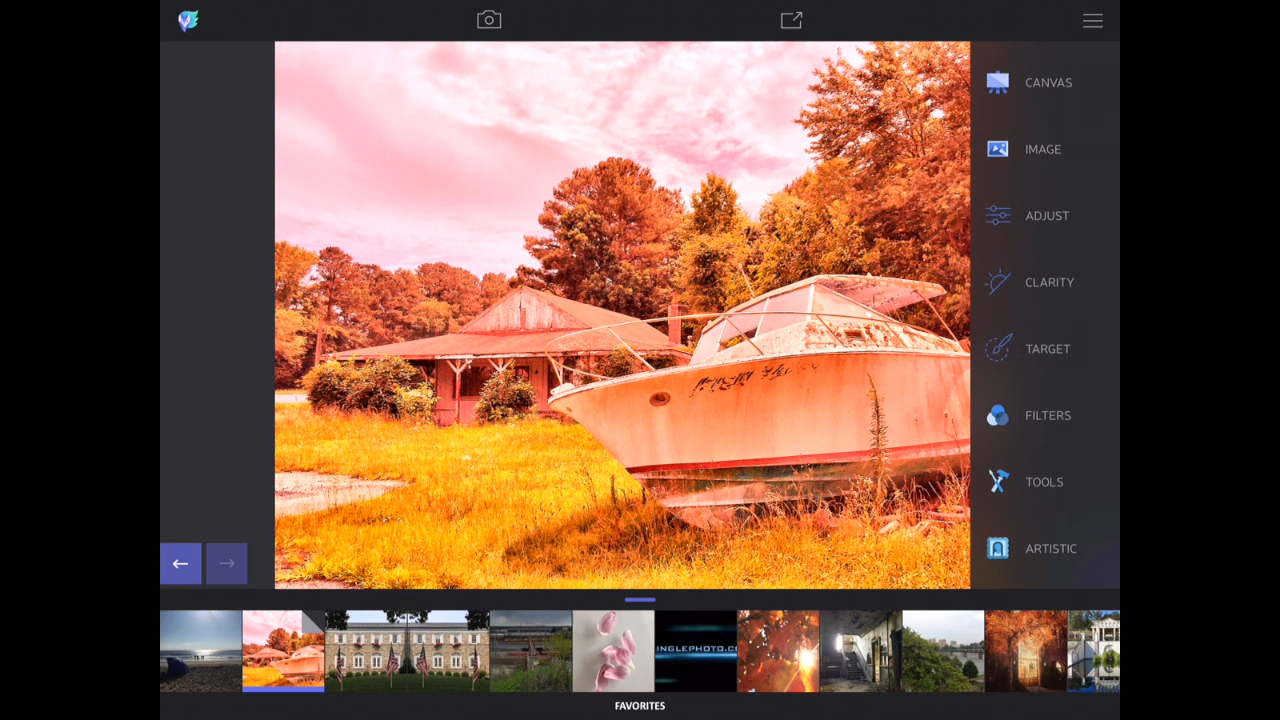 CANVAS
IMAGE
ADJUST
CLARITY
TARGET
FILTERS
TOOLS
ARTISTIC
INGLEPHOTO.C
FAVORITES